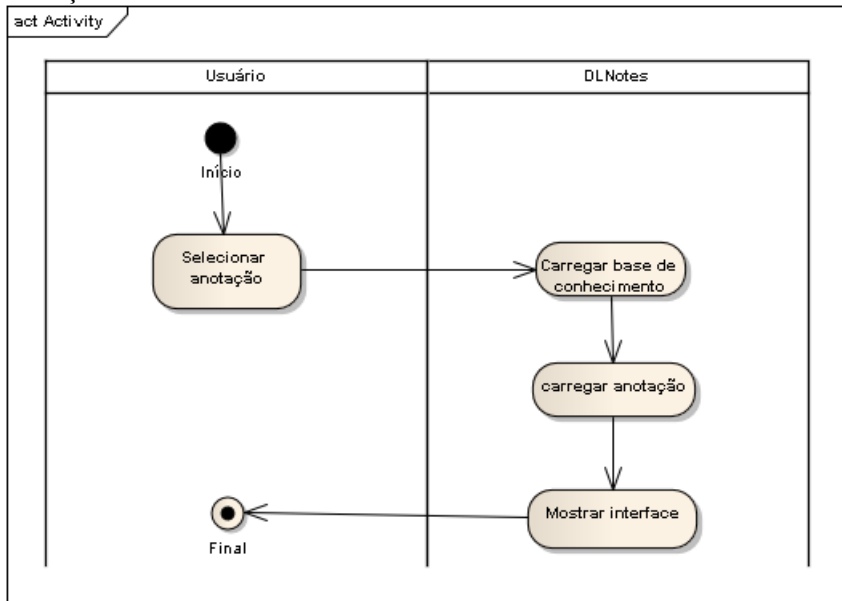 act Activity
Usuário
DLNotes
Início
Selecionar
anotação
Carregar base de
conhecimento
carregar anotação
Mostrar interface
Final